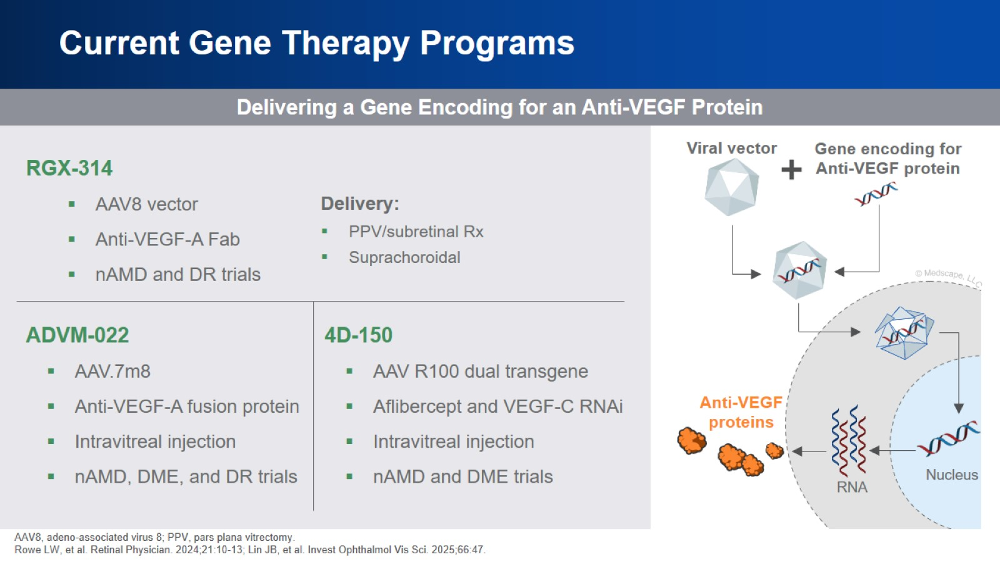 Current Gene Therapy Programs
Delivering a Gene Encoding for an Anti-VEGF Protein
RGX-314
AAV8 vector
Anti-VEGF-A Fab
nAMD and DR trials
Delivery:
PPV/subretinal Rx
Suprachoroidal
ADVM-022
AAV.7m8
Anti-VEGF-A fusion protein
Intravitreal injection
nAMD, DME, and DR trials
4D-150
AAV R100 dual transgene
Aflibercept and VEGF-C RNAi
Intravitreal injection
nAMD and DME trials
Viral vector
+
Gene encoding for
Anti-VEGF protein
© Medscape, LLC
Anti-VEGF
proteins
RNA
Nucleus
AAV8, adeno-associated virus 8; PPV, pars plana vitrectomy.
Rowe LW, et al. Retinal Physician. 2024;21:10-13; Lin JB, et al. Invest Ophthalmol Vis Sci. 2025;66:47.